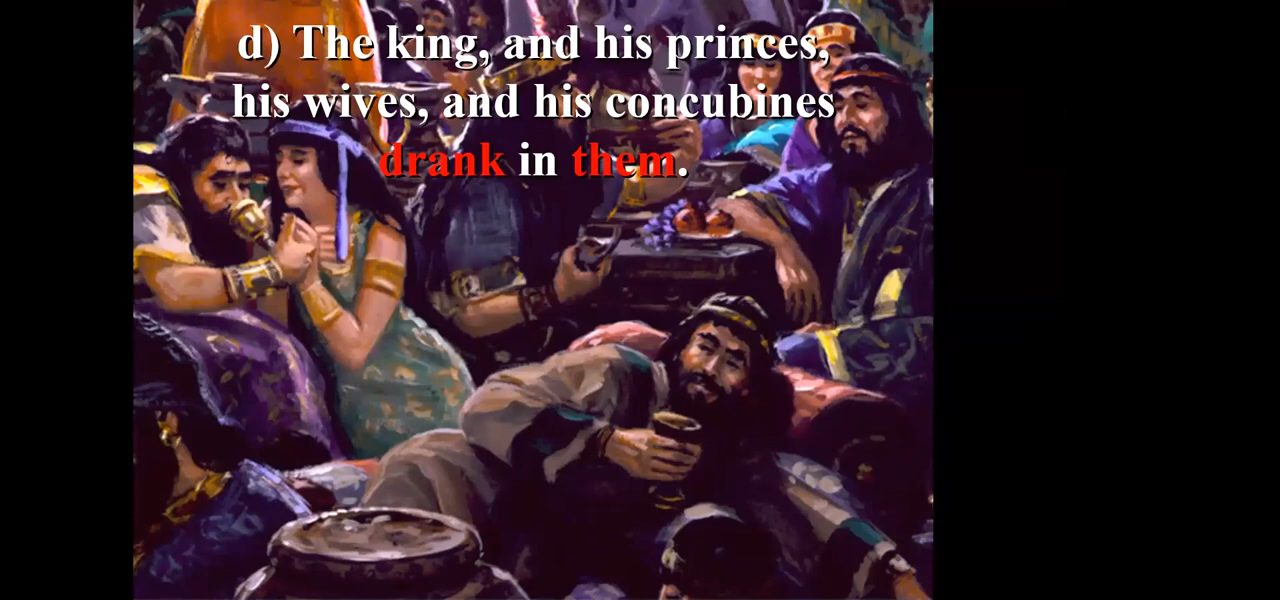 d) The king, and his princes,
his wives, and his concubines
drank in them.